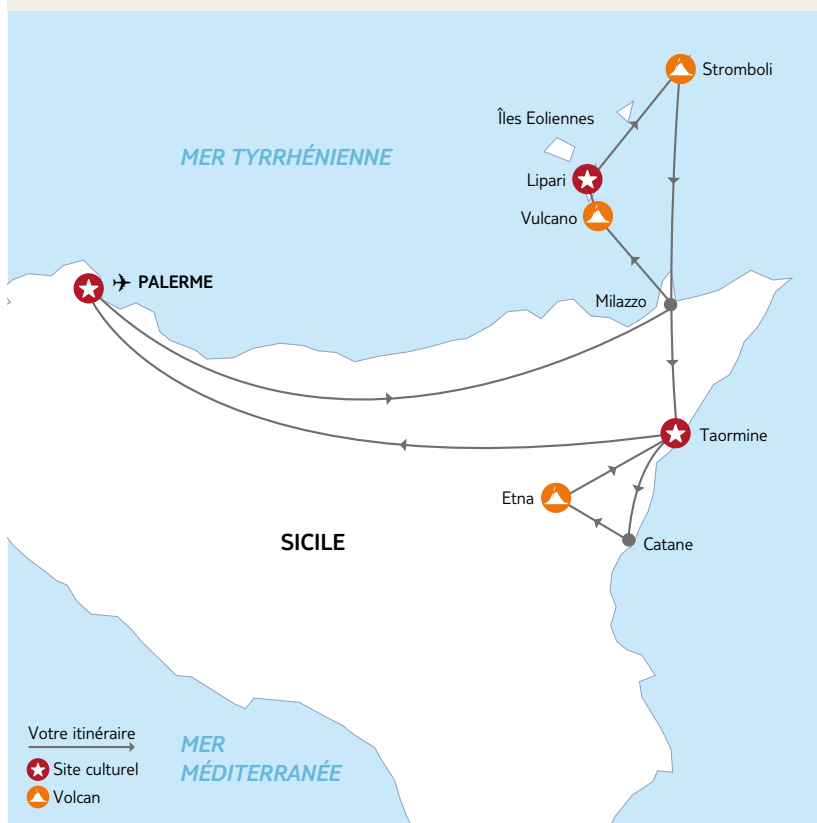 Stromboli
Îles Eoliennes
MER TYRRHÉNIENNE
Lipari
Vulcano
PALERME
Milazzo
Taormine
Etna
SICILE
Catane
Votre itinéraire
Site culturel
Volcan
MER
MÉDITERRANÉE